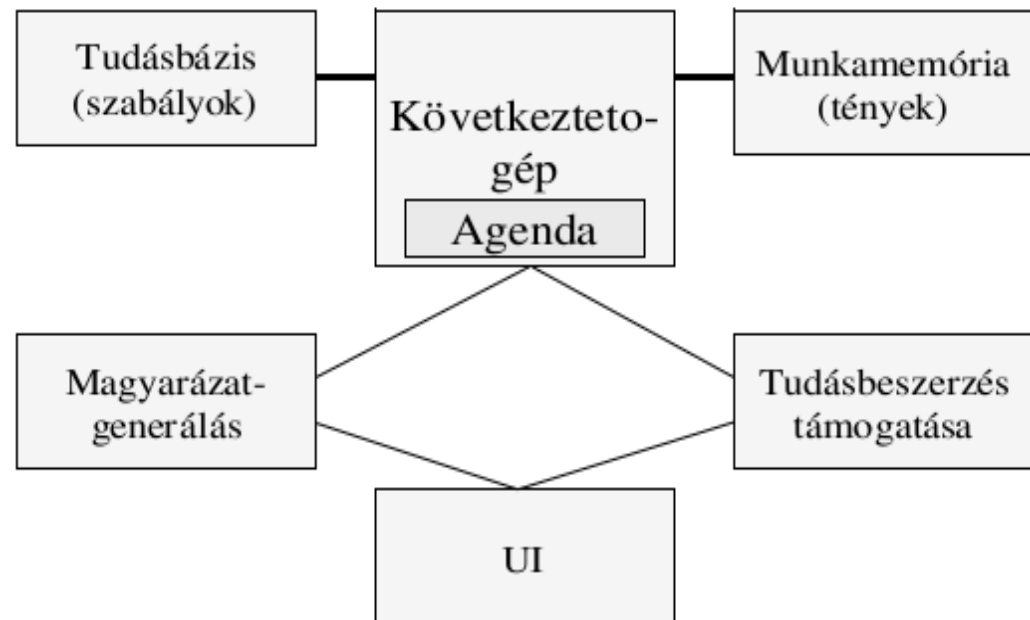 Tudásbázis
(szabályok)
Következteto-
gép
Agenda
Munkamemória
(tények)
Magyarázat-
generálás
Tudásbeszerzés
támogatása
UI